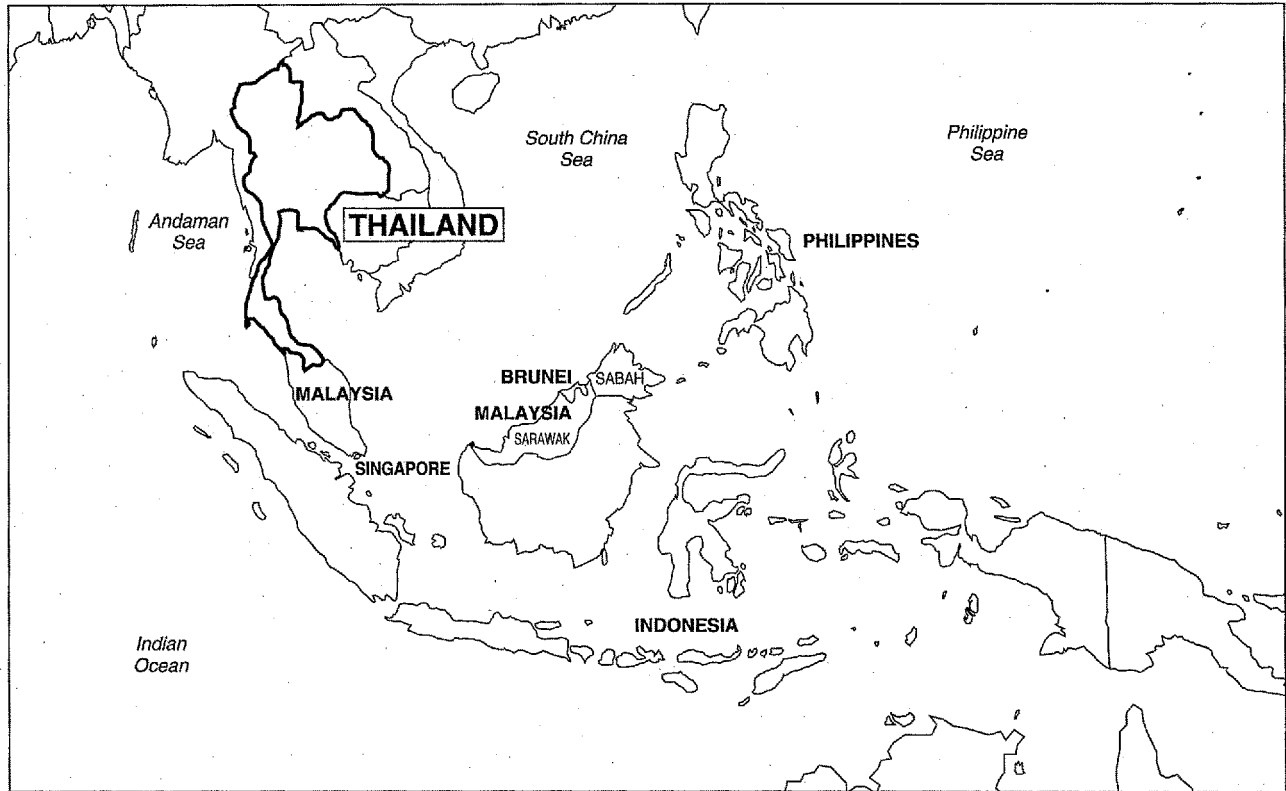 South China
Sea
Philippine
Sea
Andaman
Sea
THAILAND
PHILIPPINES
BRUNEI
SABAH
MALAYSIA
MALAYSIA
SARAWAK
SINGAPORE
INDONESIA
Indian
Ocean